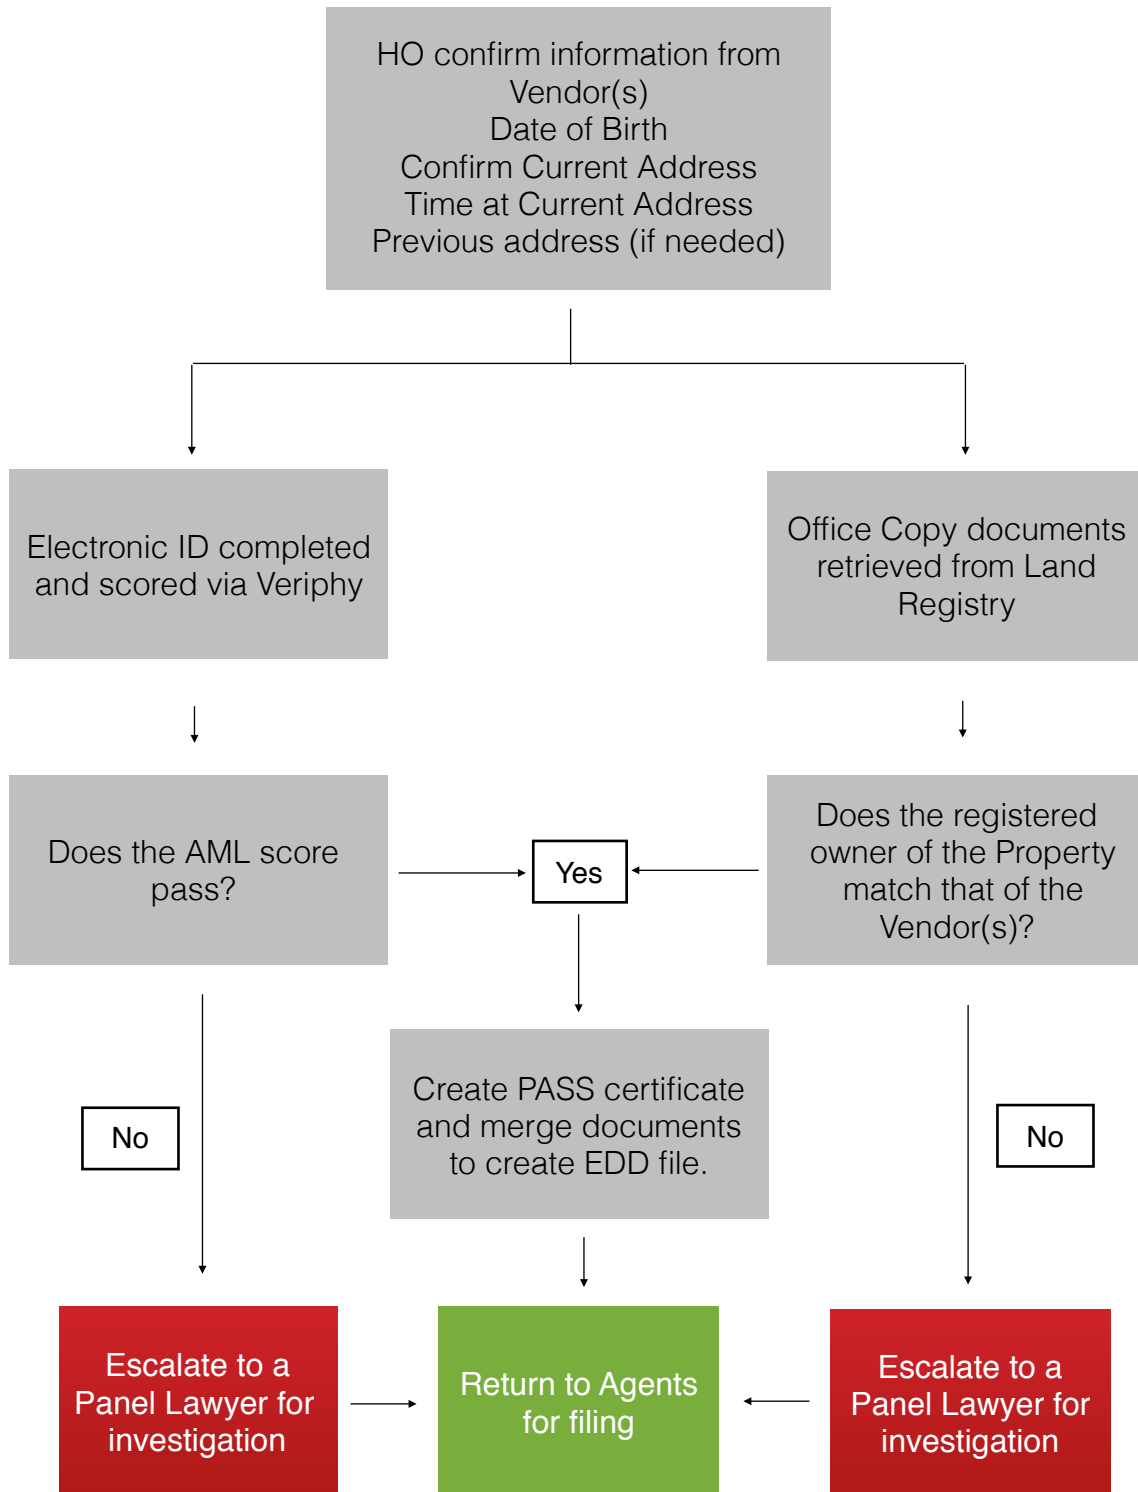 HO confirm information from
Vendor(s)
Date of Birth
Confirm Current Address
Time at Current Address
Previous address (if needed)
Electronic ID completed
and scored via Veriphy
Office Copy documents
retrieved from Land
Registry
Does the AML score
pass?
Yes
Does the registered
owner of the Property
match that of the
Vendor(s)?
No
Create PASS certificate
and merge documents
to create EDD file.
No
Escalate to a
Panel Lawyer for
investigation
Return to Agents
for filing
Escalate to a
Panel Lawyer for
investigation